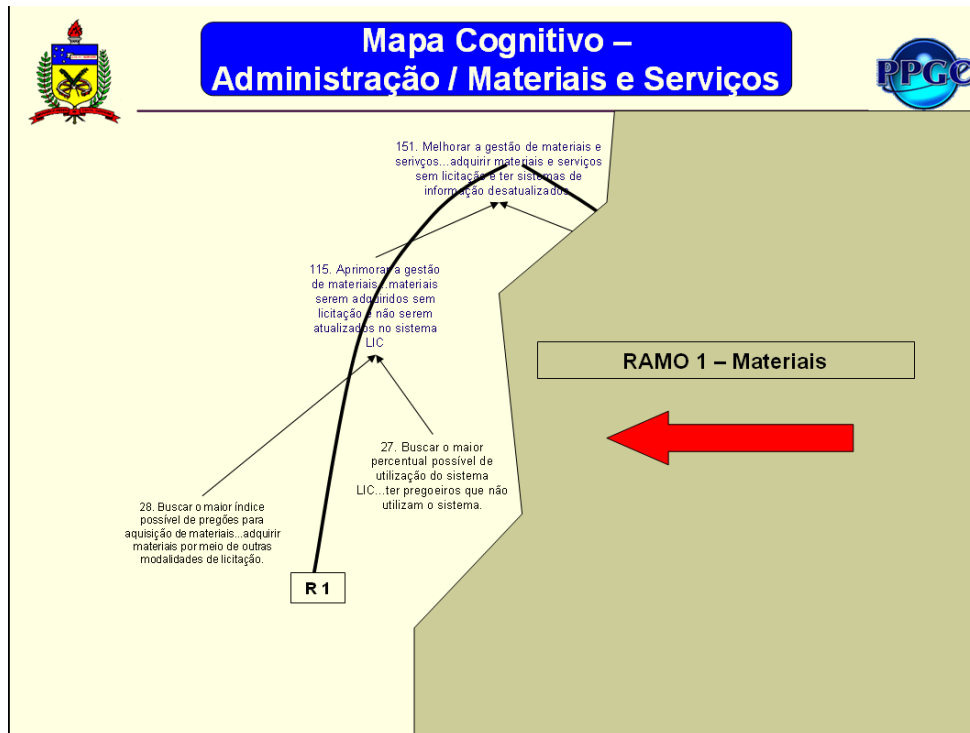 Mapa Cognitivo –
Administração / Materiais e Serviços
PPGC
151. Melhorar a gestão de materiais e
serivços...adquirir materiais e serviços
sem licitação e ter sistemas de
informação desatualizados
115. Aprimorar a gestão
de materiais...materiais
serem adquiridos sem
licitação e não serem
atualizados no sistema
LIC
RAMO 1 – Materiais
27. Buscar o maior
percentual possível de
utilização do sistema
LIC...ter pregoeiros que não
utilizam o sistema.
28. Buscar o maior índice
possível de pregões para
aquisição de materiais...adquirir
materiais por meio de outras
modalidades de licitação.
R 1